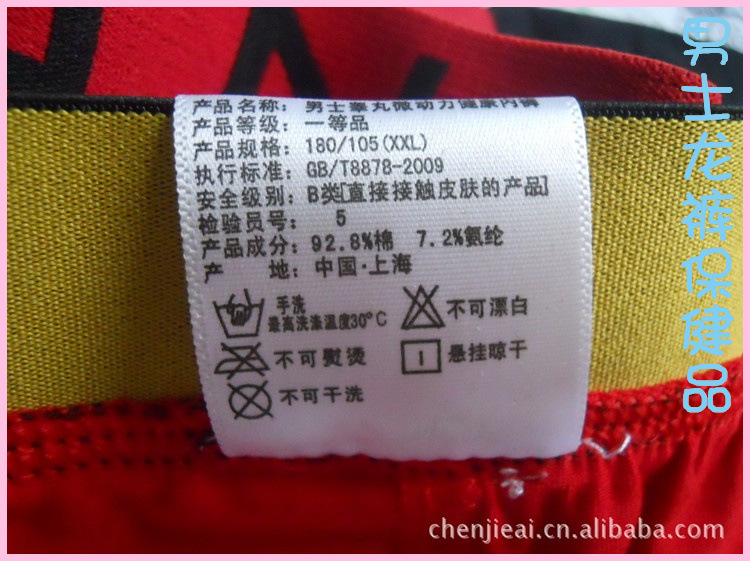 产品名称： 男士睾丸微动力健康内裤
产品等级： 一等品
产品规格： 180/105(XXL)
执行标准： GB/T8878-2009
安全级别： B类[直接接触皮肤的产品]
检验员号： 5
产品成分： 92.8%棉 7.2%氨纶
产 地： 中国·上海
手洗
最高洗涤温度30°C
不可漂白
不可熨烫
悬挂晾干
不可干洗
男士龙裤保健品
chenjieai.cn.alibaba.com